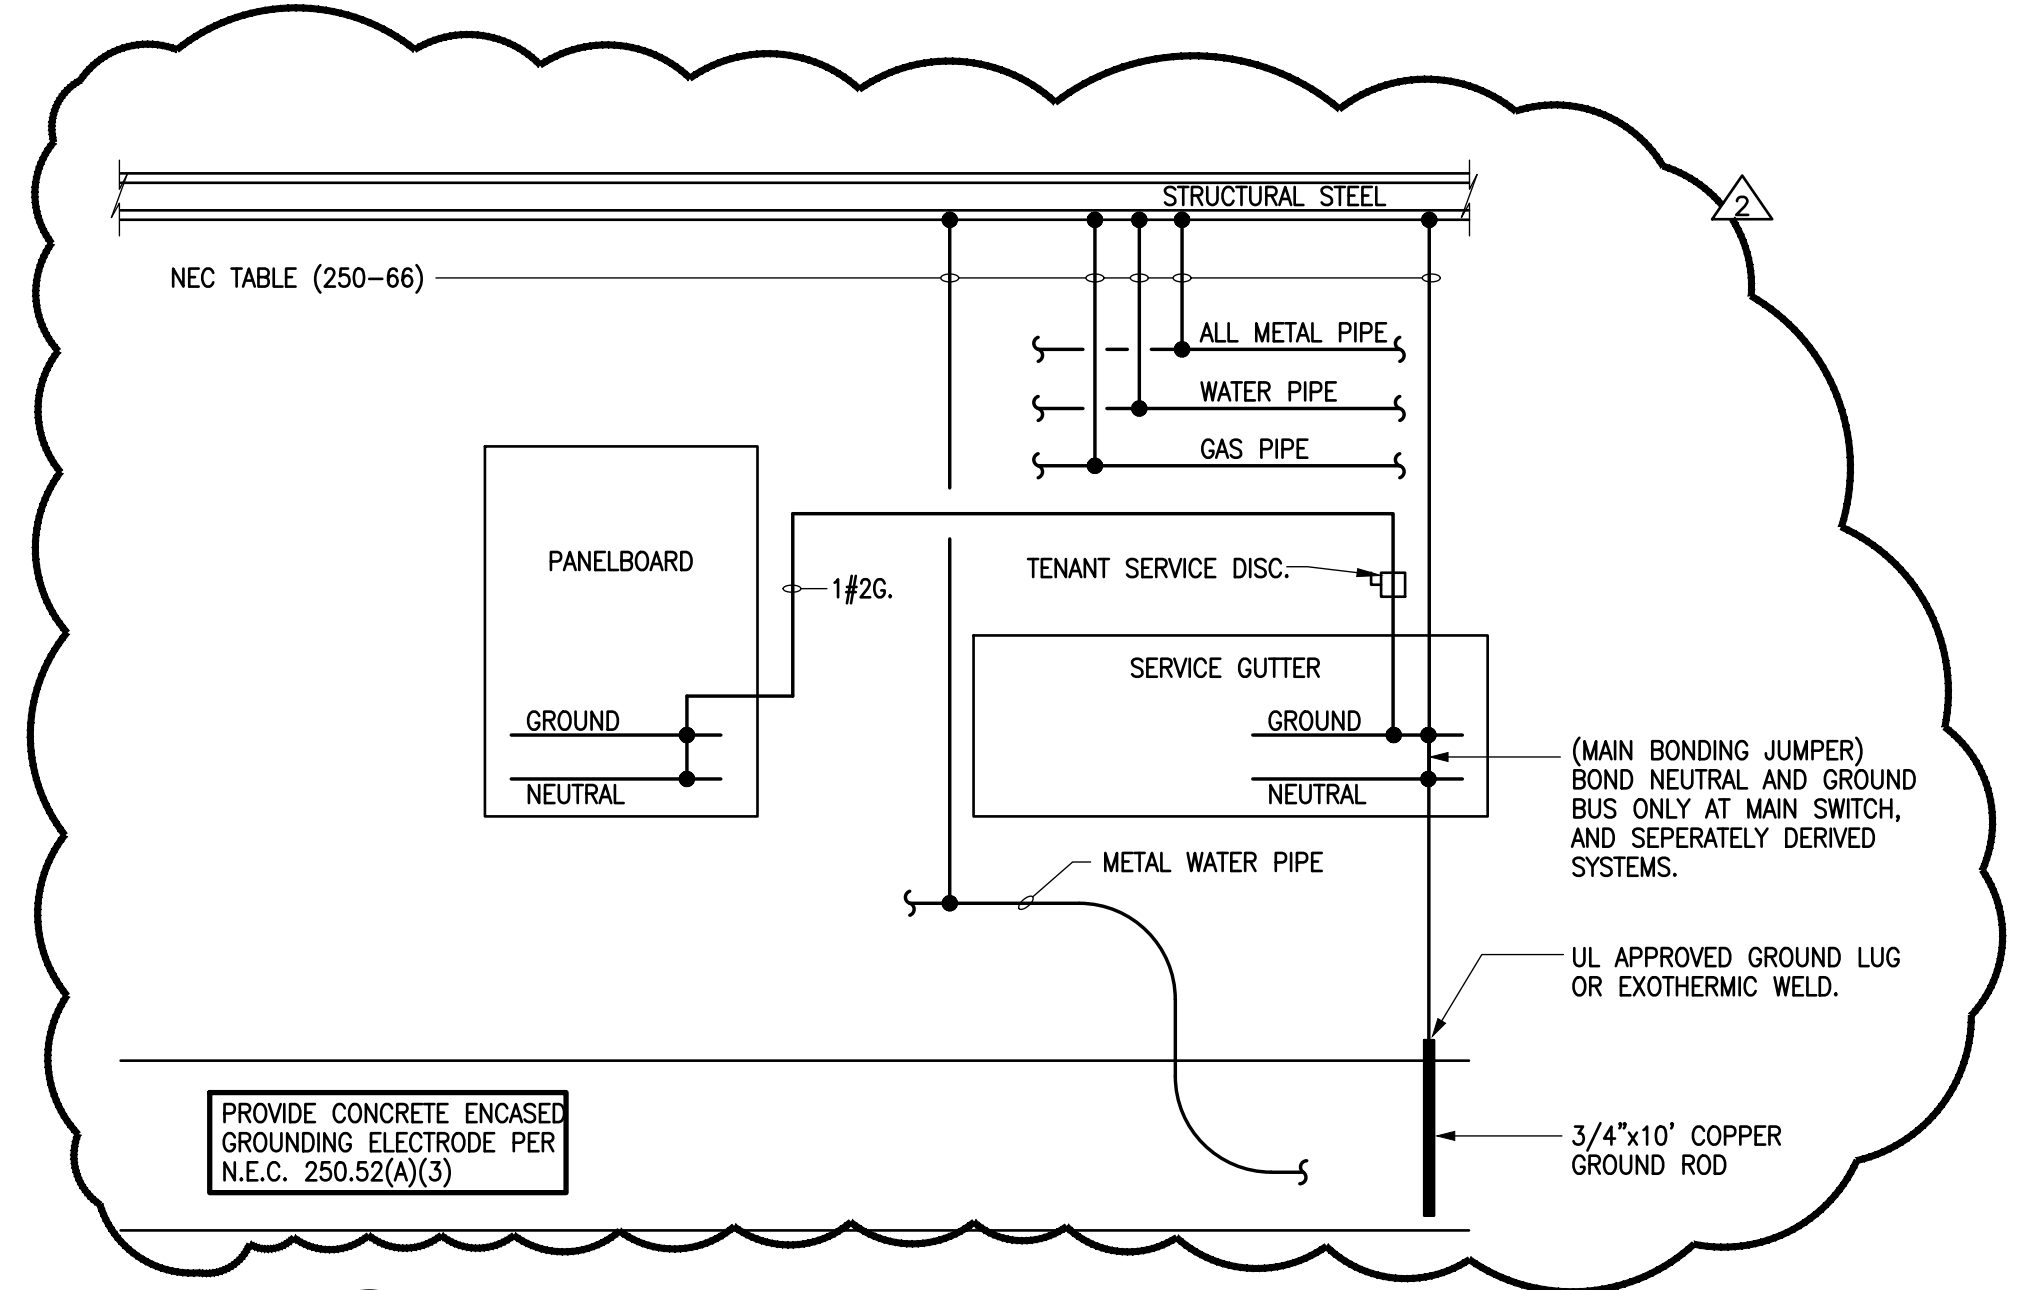 STRUCTURAL STEEL
2
NEC TABLE (250-66)
ALL METAL PIPE
WATER PIPE
GAS PIPE
PANELBOARD
1#2G.
TENANT SERVICE DISC.
SERVICE GUTTER
GROUND
NEUTRAL
GROUND
NEUTRAL
(MAIN BONDING JUMPER)
BOND NEUTRAL AND GROUND
BUS ONLY AT MAIN SWITCH,
AND SEPERATELY DERIVED
SYSTEMS.
METAL WATER PIPE
UL APPROVED GROUND LUG
OR EXOTHERMIC WELD.
PROVIDE CONCRETE ENCASED
GROUNDING ELECTRODE PER
N.E.C. 250.52(A)(3)
3/4"x10' COPPER
GROUND ROD